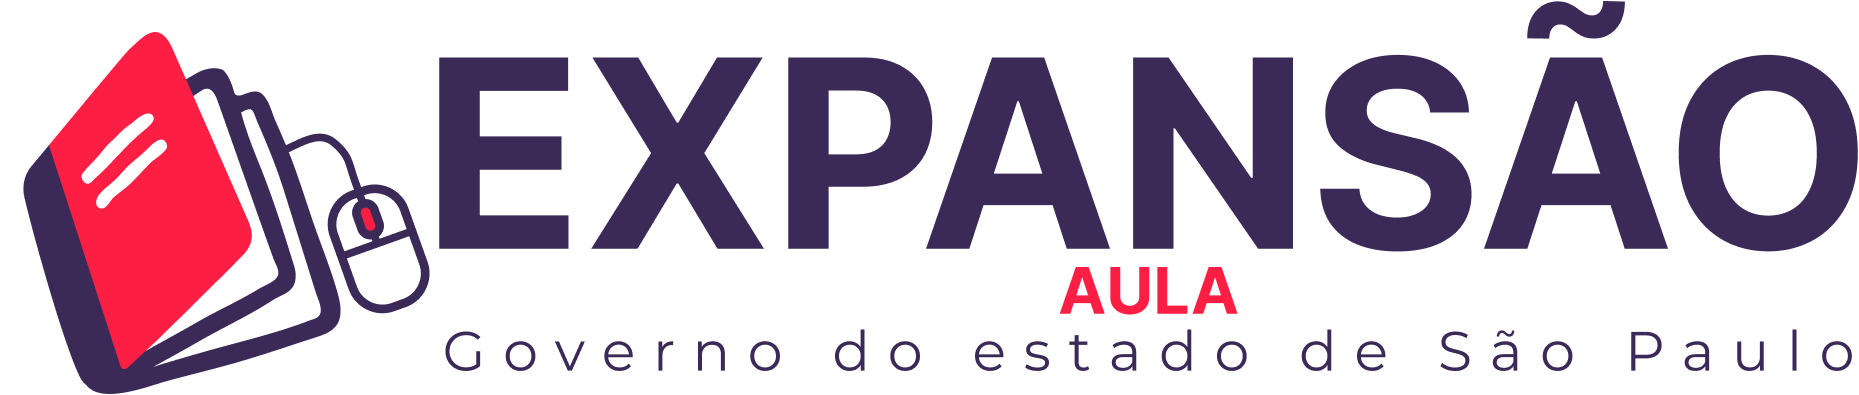 EXPANSÃO
AULA
Governo do estado de São Paulo